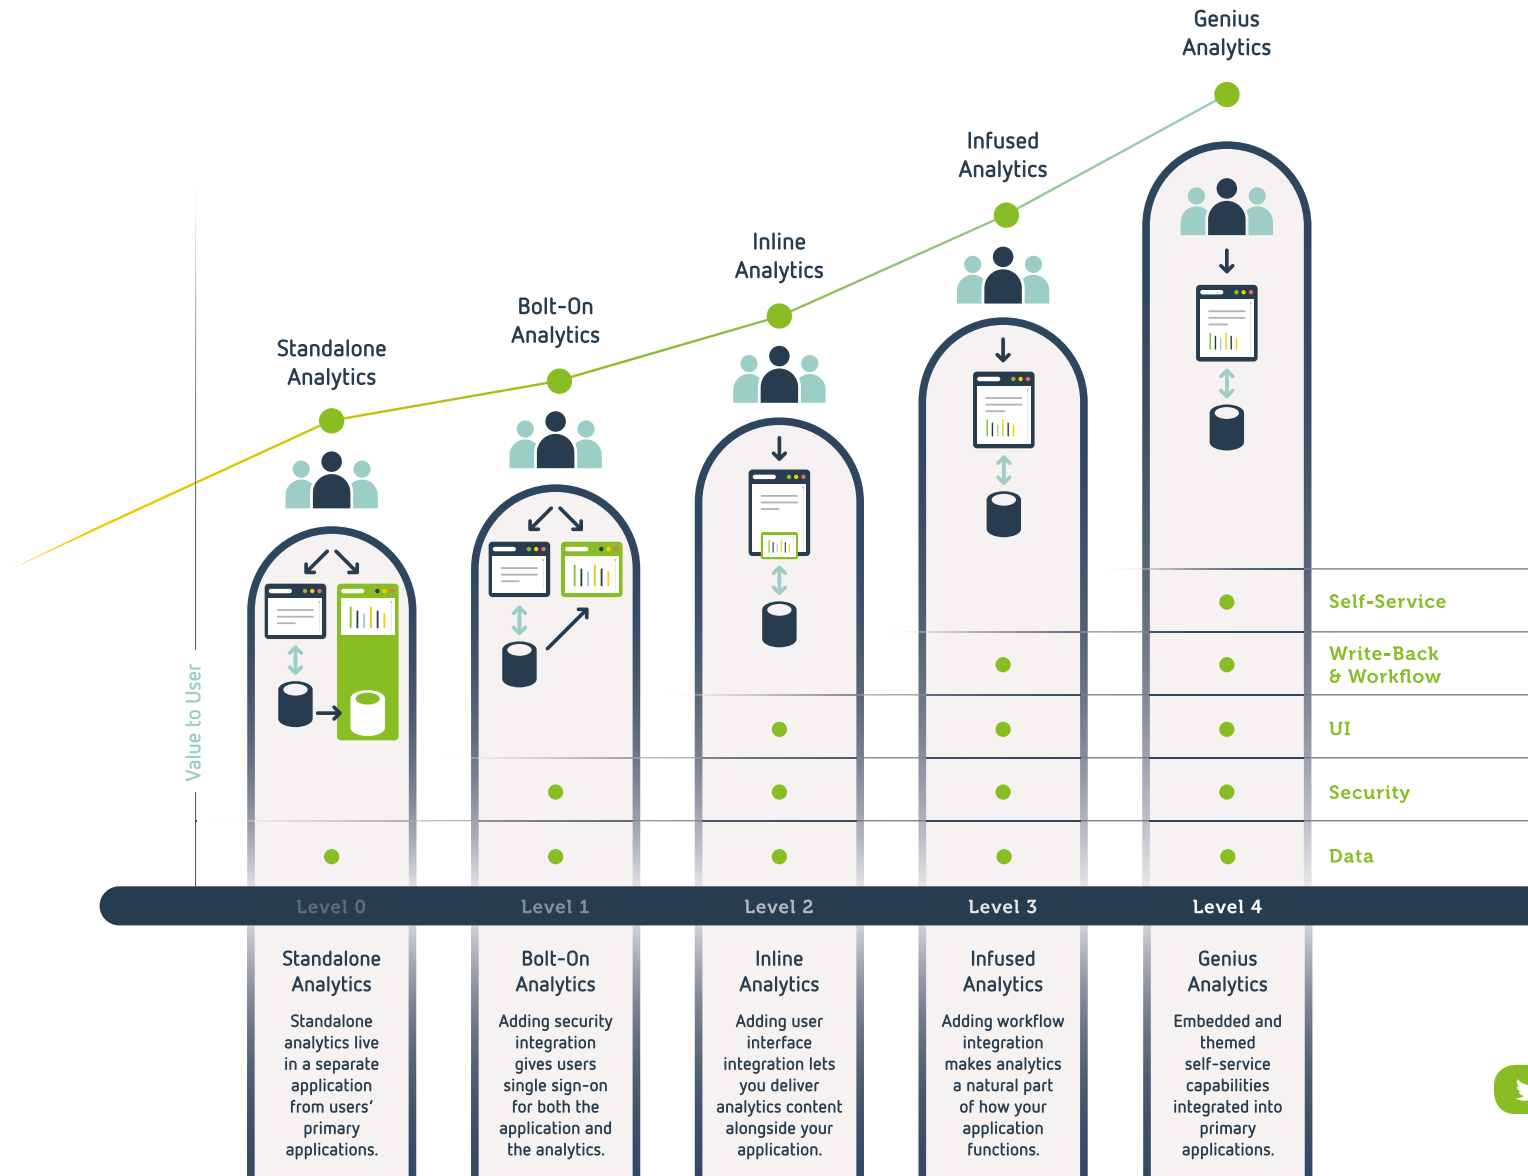 Genius
Analytics
Infused
Analytics
Inline
Analytics
Bolt-On
Analytics
Standalone
Analytics
Value to User
Self-Service
Write-Back
& Workflow
UI
Security
Data
Level 0
Level 1
Level 2
Level 3
Level 4
Standalone
Analytics
Standalone
analytics live
in a separate
application
from users’
primary
applications.
Bolt-On
Analytics
Adding security
integration
gives users
single sign-on
for both the
application and
the analytics.
Inline
Analytics
Adding user
interface
integration lets
you deliver
analytics content
alongside your
application.
Infused
Analytics
Adding workflow
integration
makes analytics
a natural part
of how your
application
functions.
Genius
Analytics
Embedded and
themed
self-service
capabilities
integrated into
primary
applications.